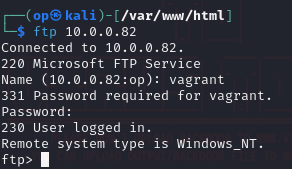 (op㉿kali)-[/var/www/html]
$ ftp 10.0.0.82
Connected to 10.0.0.82.
220 Microsoft FTP Service
Name (10.0.0.82:op): vagrant
331 Password required for vagrant.
Password:
230 User logged in.
Remote system type is Windows_NT.
ftp>